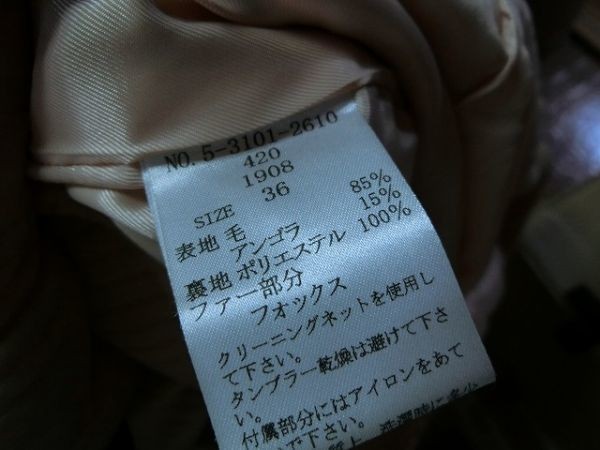 NO. 5-3101-2610
420
1908
SIZE 36
表地 毛 85%
アンゴラ 15%
裏地 ポリエステル 100%
ファー部分
フォックス
クリーニングネットを使用し
て下さい。
タンブラー乾燥は避けて下さ
い。
付属部分にはアイロンをあて
で下さい。